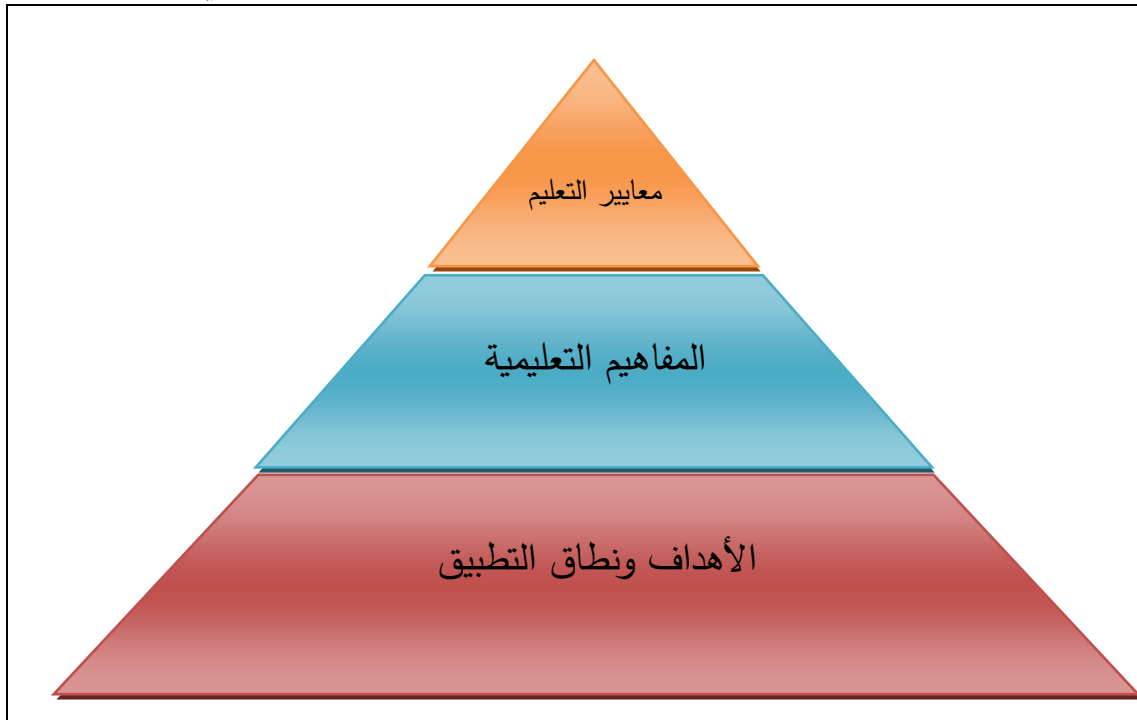 معايير التعليم
المفاهيم التعليمية
الأهداف ونطاق التطبيق